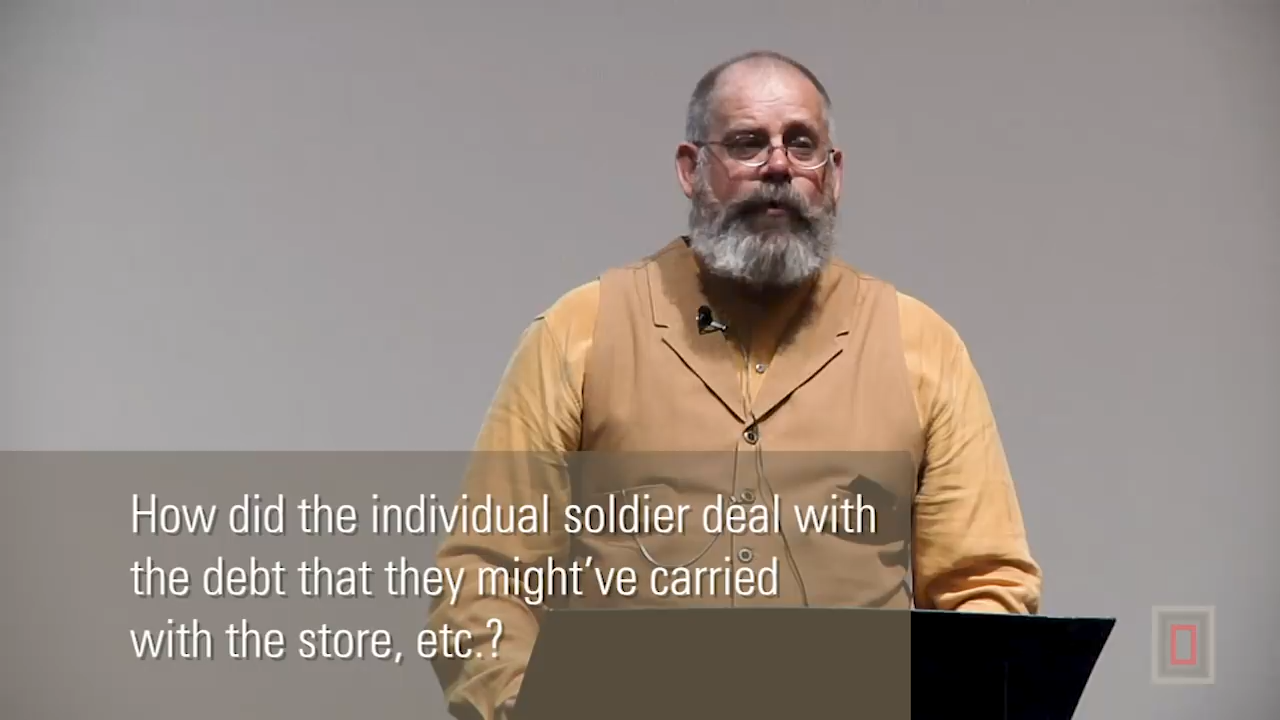 How did the individual soldier deal with
the debt that they might've carried
with the store, etc.?